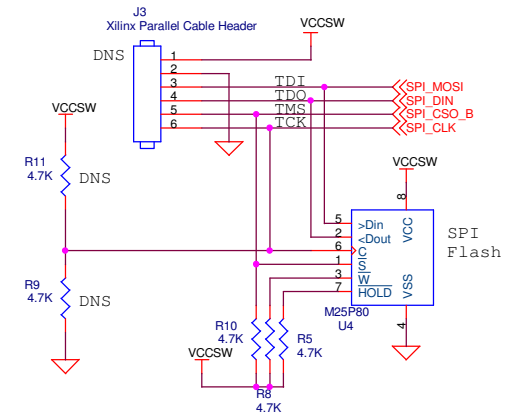 J3
Xilinx Parallel Cable Header
VCCSW
DNS
1
2
3
4
5
6
TDI
TDO
TMS
TCK
SPI_MOSI
SPI_DIN
SPI_CSO_B
SPI_CLK
VCCSW
R11
4.7K
DNS
VCCSW
8
5
2
6
1
3
7
>Din
<Dout
C
S
W
HOLD
VCC
VSS
SPI
Flash
R9
4.7K
DNS
M25P80
U4
4
R10
4.7K
R5
4.7K
VCCSW
R8
4.7K